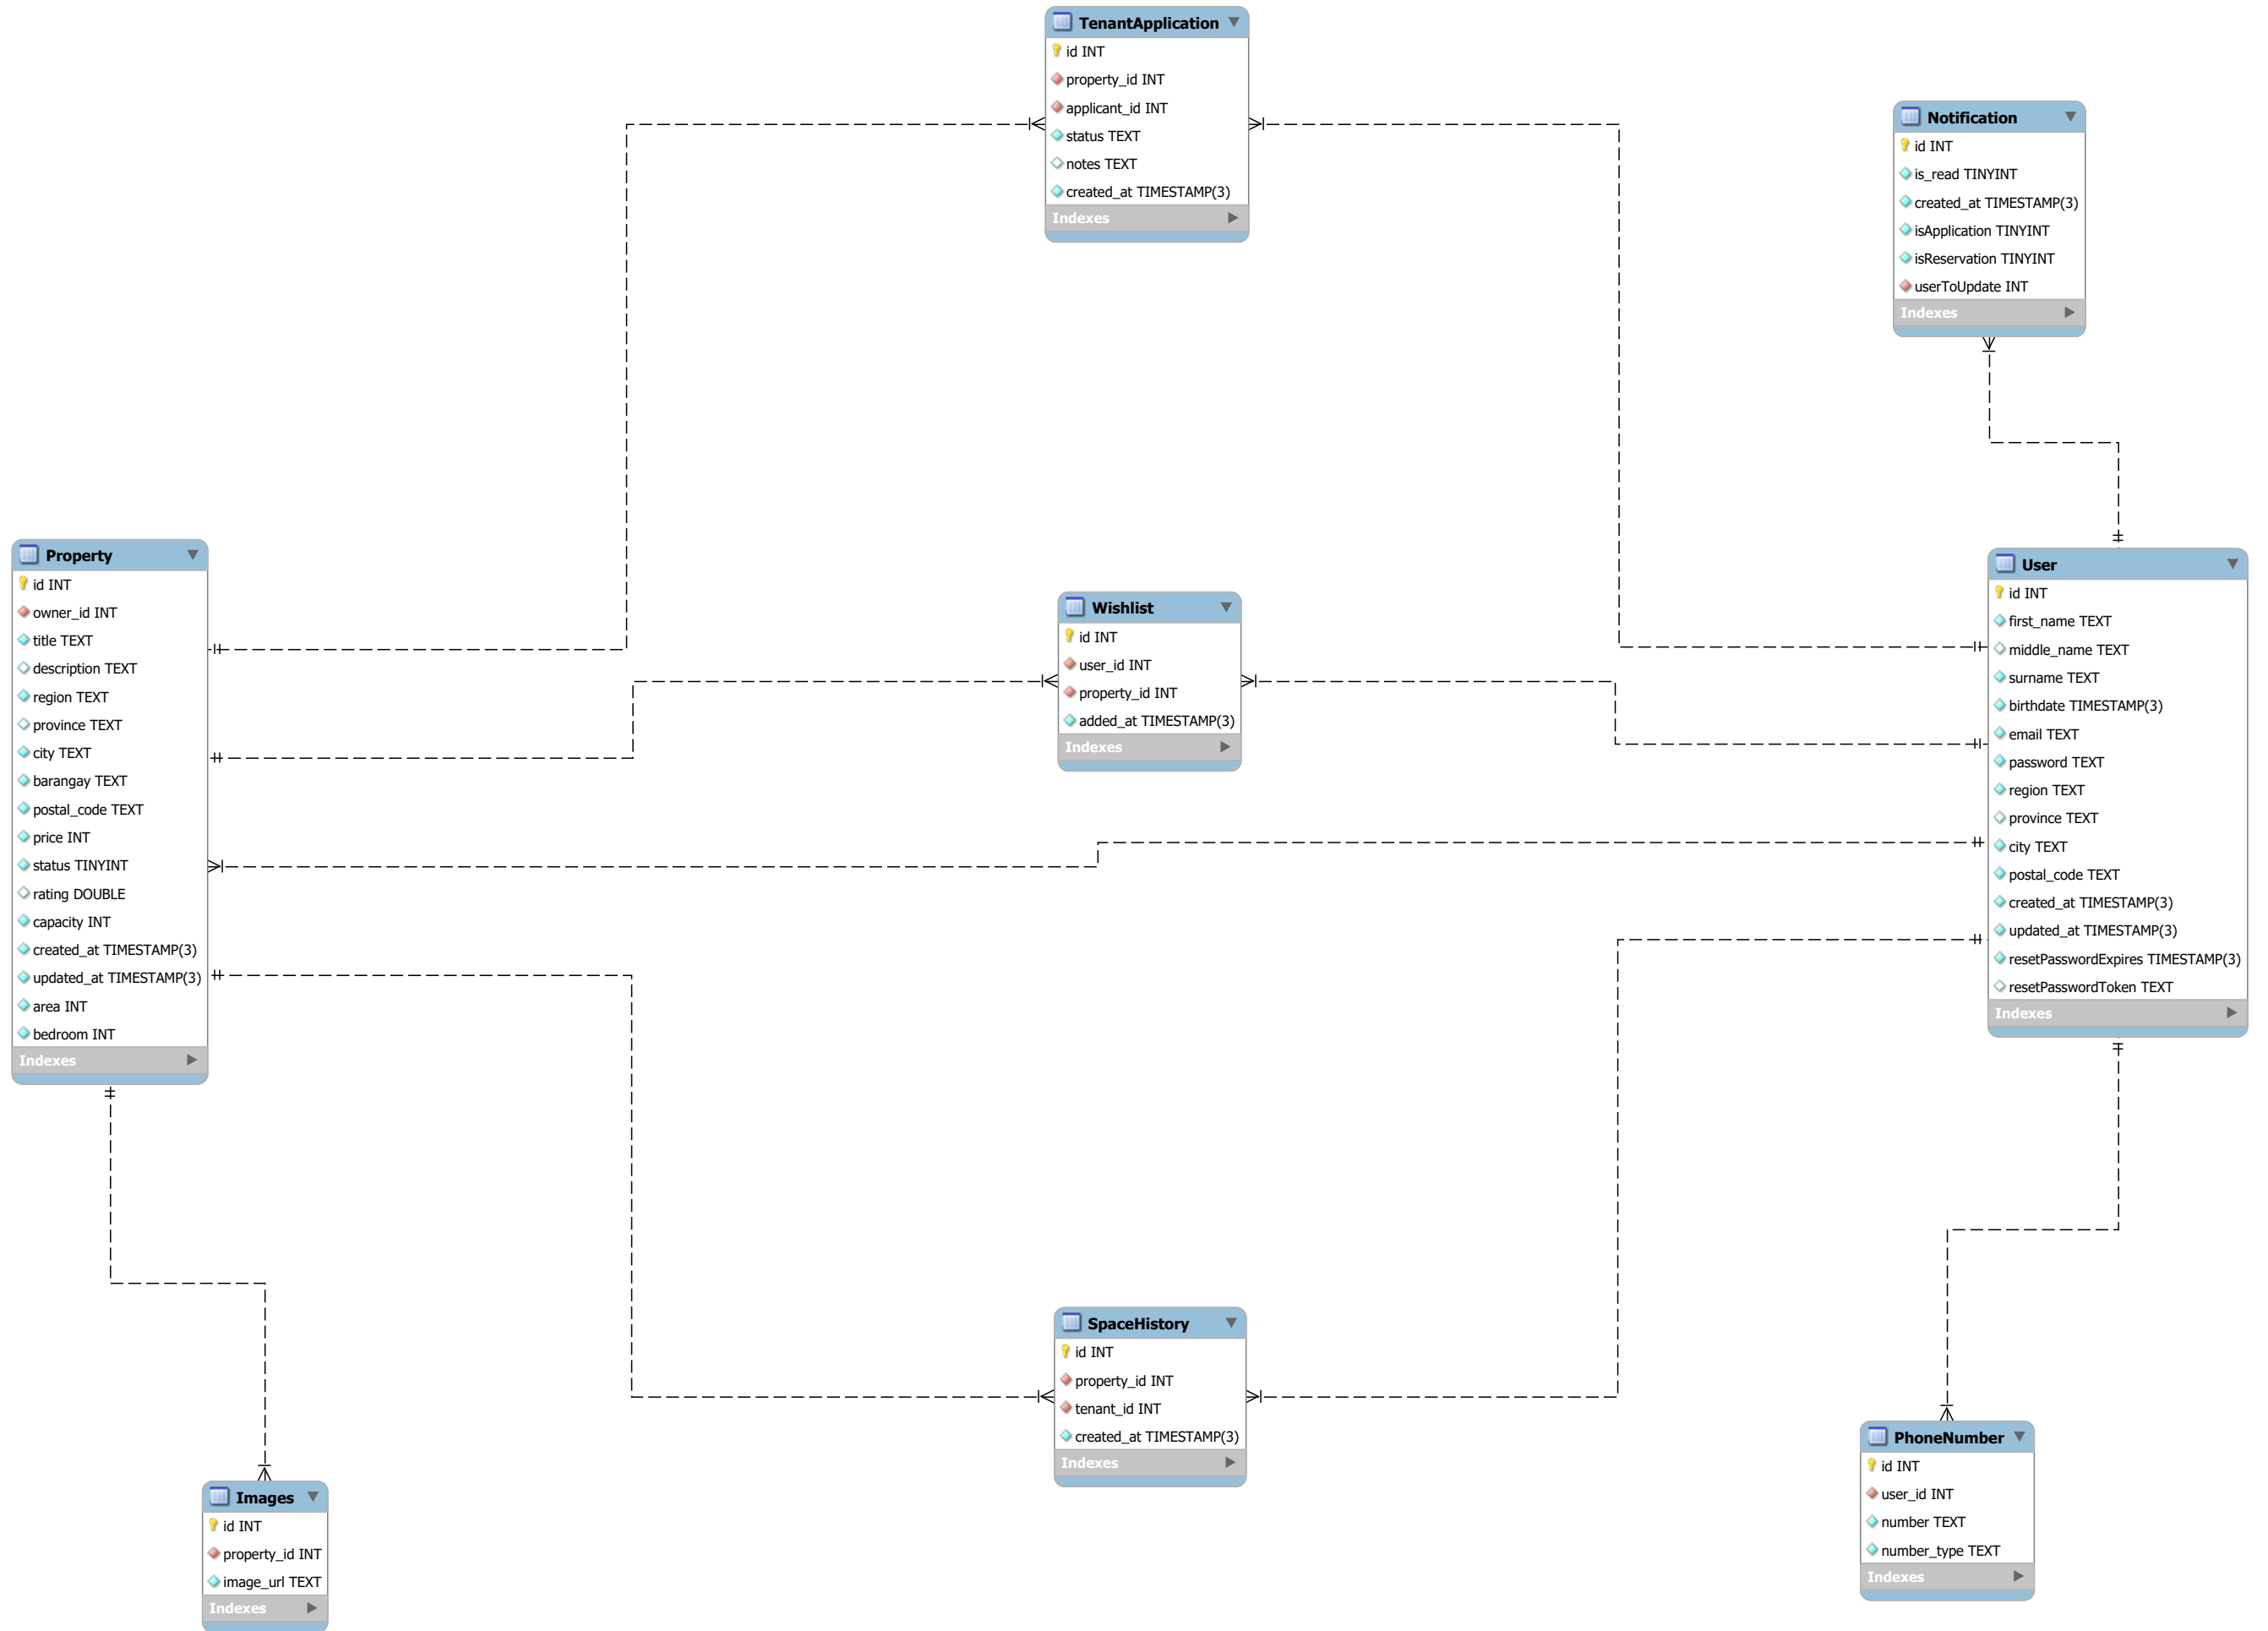 TenantApplication
id INT
property_id INT
applicant_id INT
status TEXT
notes TEXT
created_at TIMESTAMP(3)
Indexes
Notification
id INT
is_read TINYINT
created_at TIMESTAMP(3)
isApplication TINYINT
isReservation TINYINT
userToUpdate INT
Indexes
Property
id INT
owner_id INT
title TEXT
description TEXT
region TEXT
province TEXT
city TEXT
barangay TEXT
postal_code TEXT
price INT
status TINYINT
rating DOUBLE
capacity INT
created_at TIMESTAMP(3)
updated_at TIMESTAMP(3)
area INT
bedroom INT
Indexes
Wishlist
id INT
user_id INT
property_id INT
added_at TIMESTAMP(3)
Indexes
User
id INT
first_name TEXT
middle_name TEXT
surname TEXT
birthdate TIMESTAMP(3)
email TEXT
password TEXT
region TEXT
province TEXT
city TEXT
postal_code TEXT
created_at TIMESTAMP(3)
updated_at TIMESTAMP(3)
resetPasswordExpires TIMESTAMP(3)
resetPasswordToken TEXT
Indexes
SpaceHistory
id INT
property_id INT
tenant_id INT
created_at TIMESTAMP(3)
Indexes
PhoneNumber
id INT
user_id INT
number TEXT
number_type TEXT
Indexes
Images
id INT
property_id INT
image_url TEXT
Indexes